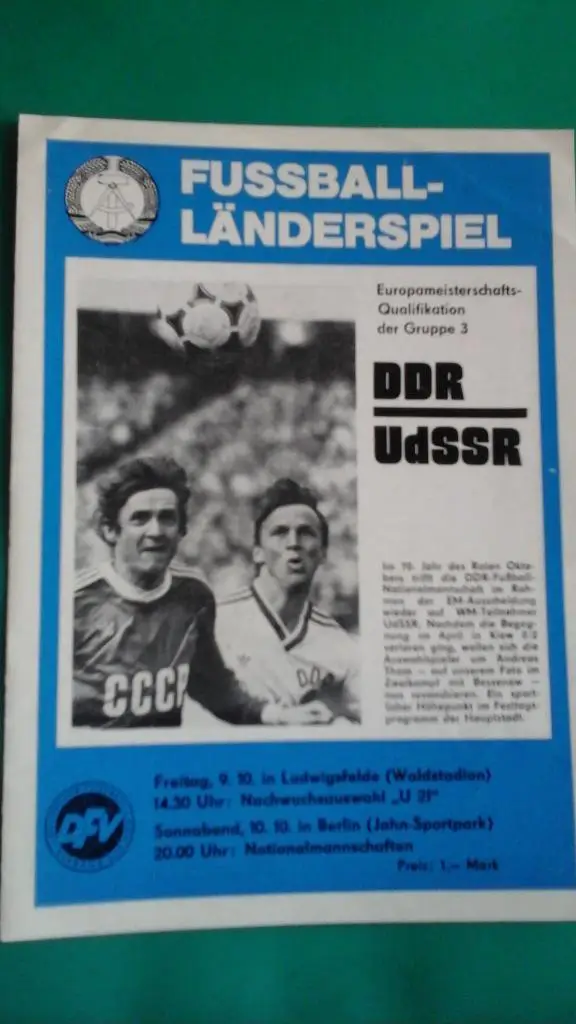 FUSSBALL-
LÄNDERSPIEL
Europameisterschafts-
Qualifikation
der Gruppe 3
DDR
UdSSR
Im 70. Jahr des Roten Okto-
bers trifft die DDR-Fußball-
Nationalmannschaft im Rah-
men der EM-Ausscheidung
wieder auf WM-Teilnehmer
UdSSR. Nachdem die Begeg-
nung im April in Kiew 0:2
verloren ging, wollen sich die
Auswahlspieler um Andreas
Thom – auf unserem Foto im
Zweikampf mit Bessonow –
nun revanchieren. Ein sport-
licher Höhepunkt im Festtags-
programm der Hauptstadt.
CCCP
DD
Freitag, 9. 10. in Ludwigsfelde (Waldstadion)
14.30 Uhr: Nachwuchsauswahl „U 21"
Sonnabend, 10. 10. in Berlin (Jahn-Sportpark)
20.00 Uhr: Nationalmannschaften
Preis: 1,— Mark
DFV